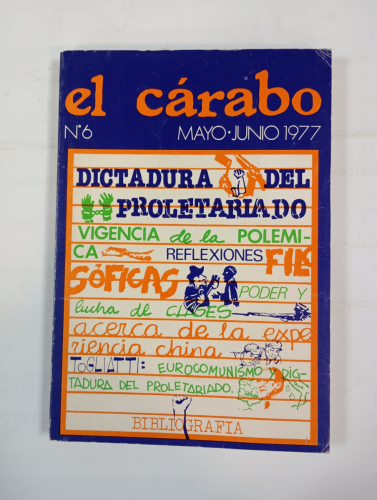 el cárabo
Nº6 MAYO·JUNIO 1977
DICTADURA DEL
PROLETARIADO
VIGENCIA de la POLEMI-
CA REFLEXIONES FILO
SÓFICAS PODER Y
lucha de CLASES
acerca de la expe
riencia china
TOGLIATTI: EUROCOMUNISMO Y DIC-
TADURA DEL PROLETARIADO.
BIBLIOGRAFIA